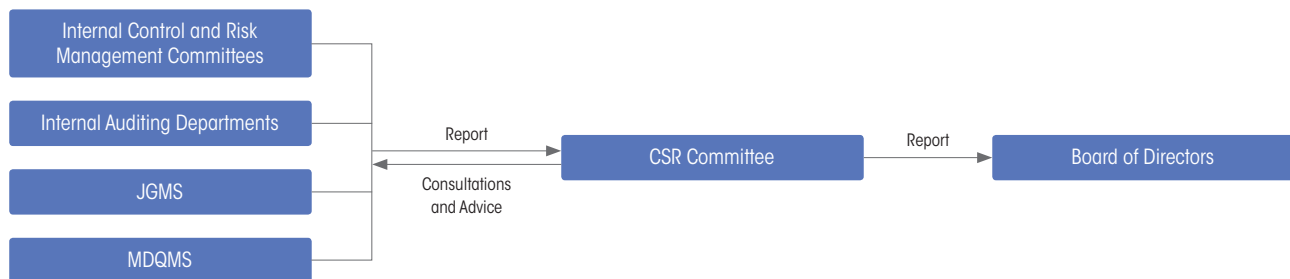 Internal Control and Risk
Management Committees
Internal Auditing Departments
JGMS
MDQMS
Report
Consultations
and Advice
CSR Committee
Report
Board of Directors